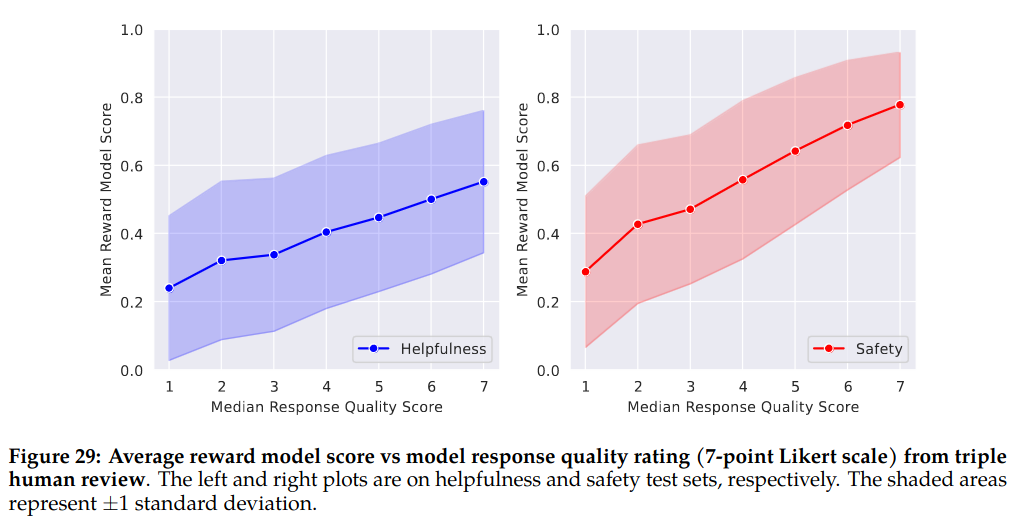 1.0
0.8
0.6
0.4
0.2
0.0
Mean Reward Model Score
1 2 3 4 5 6 7
Median Response Quality Score
Helpfulness
1.0
0.8
0.6
0.4
0.2
0.0
Mean Reward Model Score
1 2 3 4 5 6 7
Median Response Quality Score
Safety
Figure 29: Average reward model score vs model response quality rating (7-point Likert scale) from triple
human review. The left and right plots are on helpfulness and safety test sets, respectively. The shaded areas
represent ±1 standard deviation.